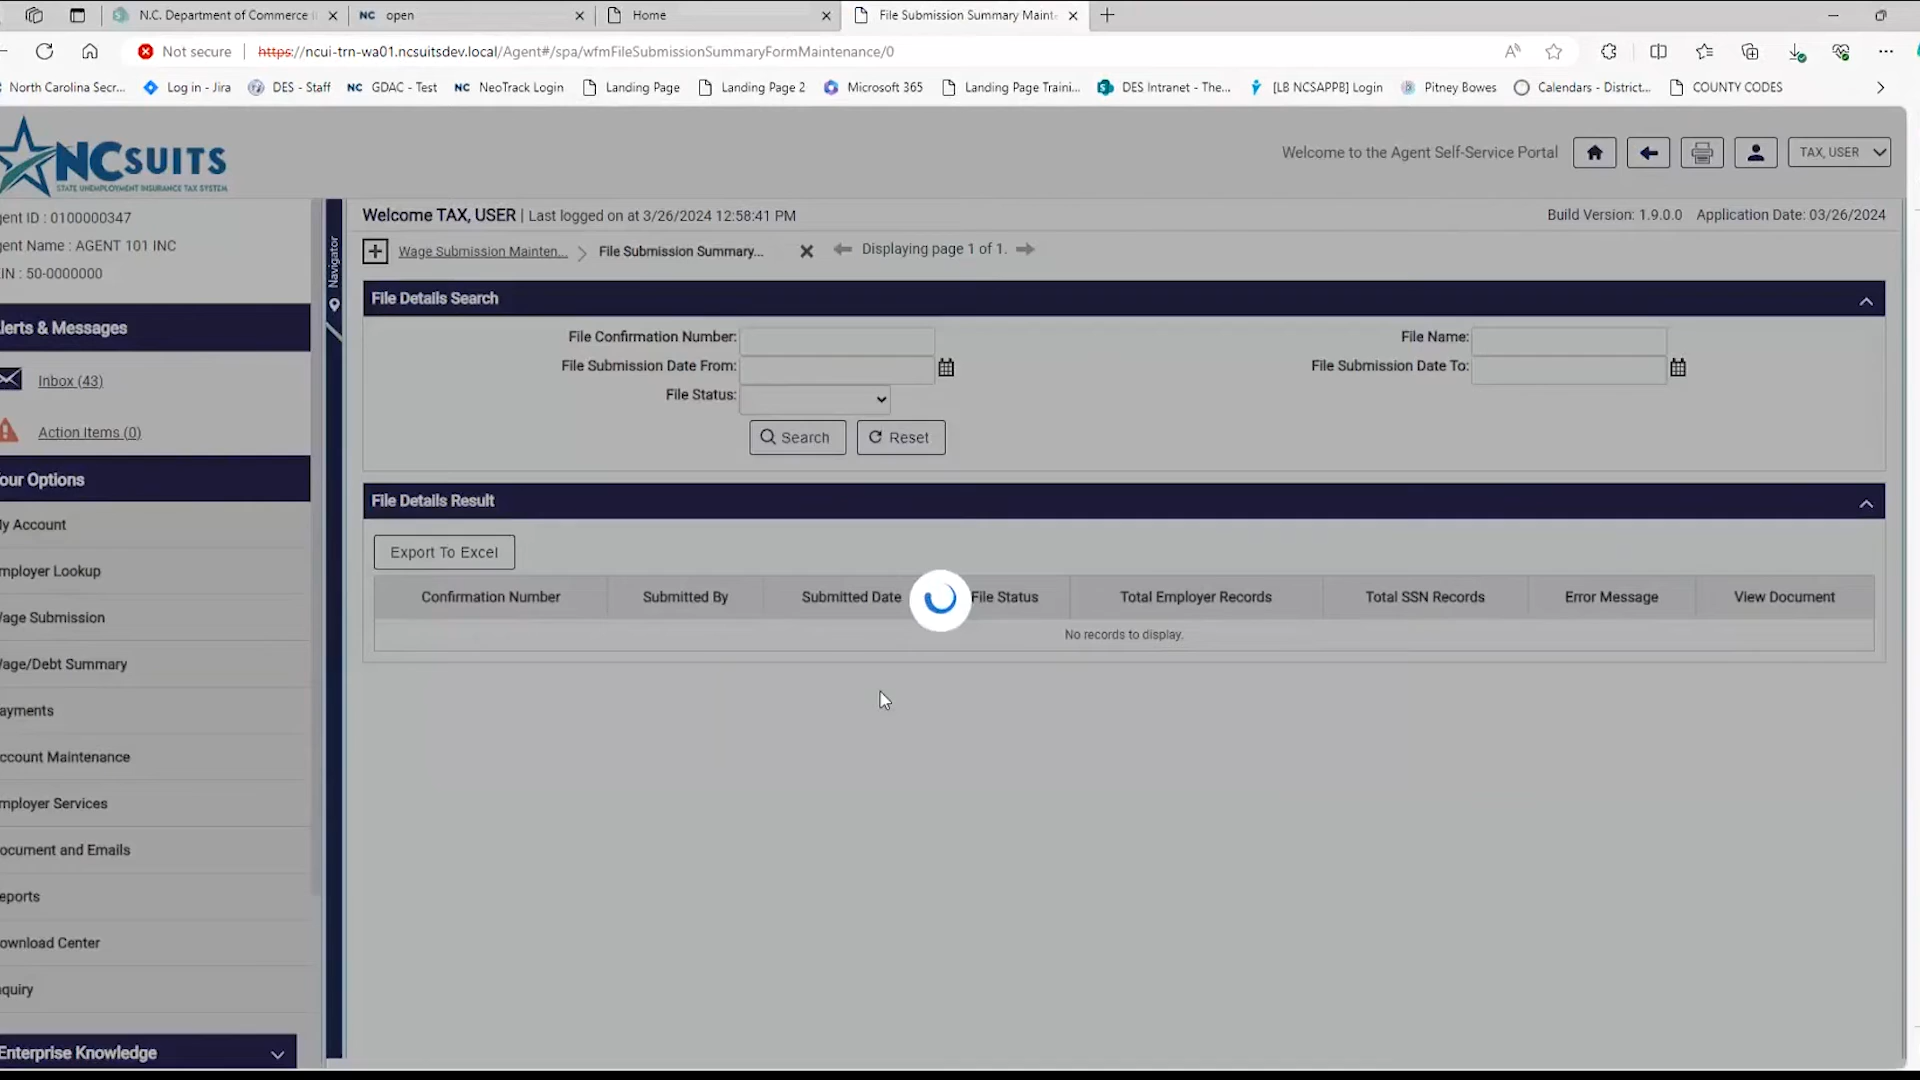 N.C. Department of Commerce
open
Home
File Submission Summary Maint
Not secure
https://ncui-trn-wa01.ncsuitsdev.local/Agent#/spa/wfmFileSubmissionSummaryFormMaintenance/0
North Carolina Secr...
Log in - Jira
DES - Staff
NC GDAC - Test
NC NeoTrack Login
Landing Page
Landing Page 2
Microsoft 365
Landing Page Traini...
DES Intranet - The...
[LB NCSAPPB] Login
Pitney Bowes
Calendars - District...
COUNTY CODES
NCSUITS
STATE UNEMPLOYMENT INSURANCE TAX SYSTEM
Welcome to the Agent Self-Service Portal
TAX, USER
gent ID : 0100000347
gent Name : AGENT 101 INC
IN : 50-0000000
Welcome TAX, USER | Last logged on at 3/26/2024 12:58:41 PM
Build Version: 1.9.0.0 Application Date: 03/26/2024
Navigator
Wage Submission Mainten...
File Submission Summary...
Displaying page 1 of 1.
lerts & Messages
Inbox (43)
Action Items (0)
our Options
y Account
mployer Lookup
age Submission
age/Debt Summary
ayments
ccount Maintenance
mployer Services
ocument and Emails
eports
ownload Center
nquiry
Enterprise Knowledge
File Details Search
File Confirmation Number:
File Name:
File Submission Date From:
File Submission Date To:
File Status:
Search
Reset
File Details Result
Export To Excel
Confirmation Number
Submitted By
Submitted Date
File Status
Total Employer Records
Total SSN Records
Error Message
View Document
No records to display.